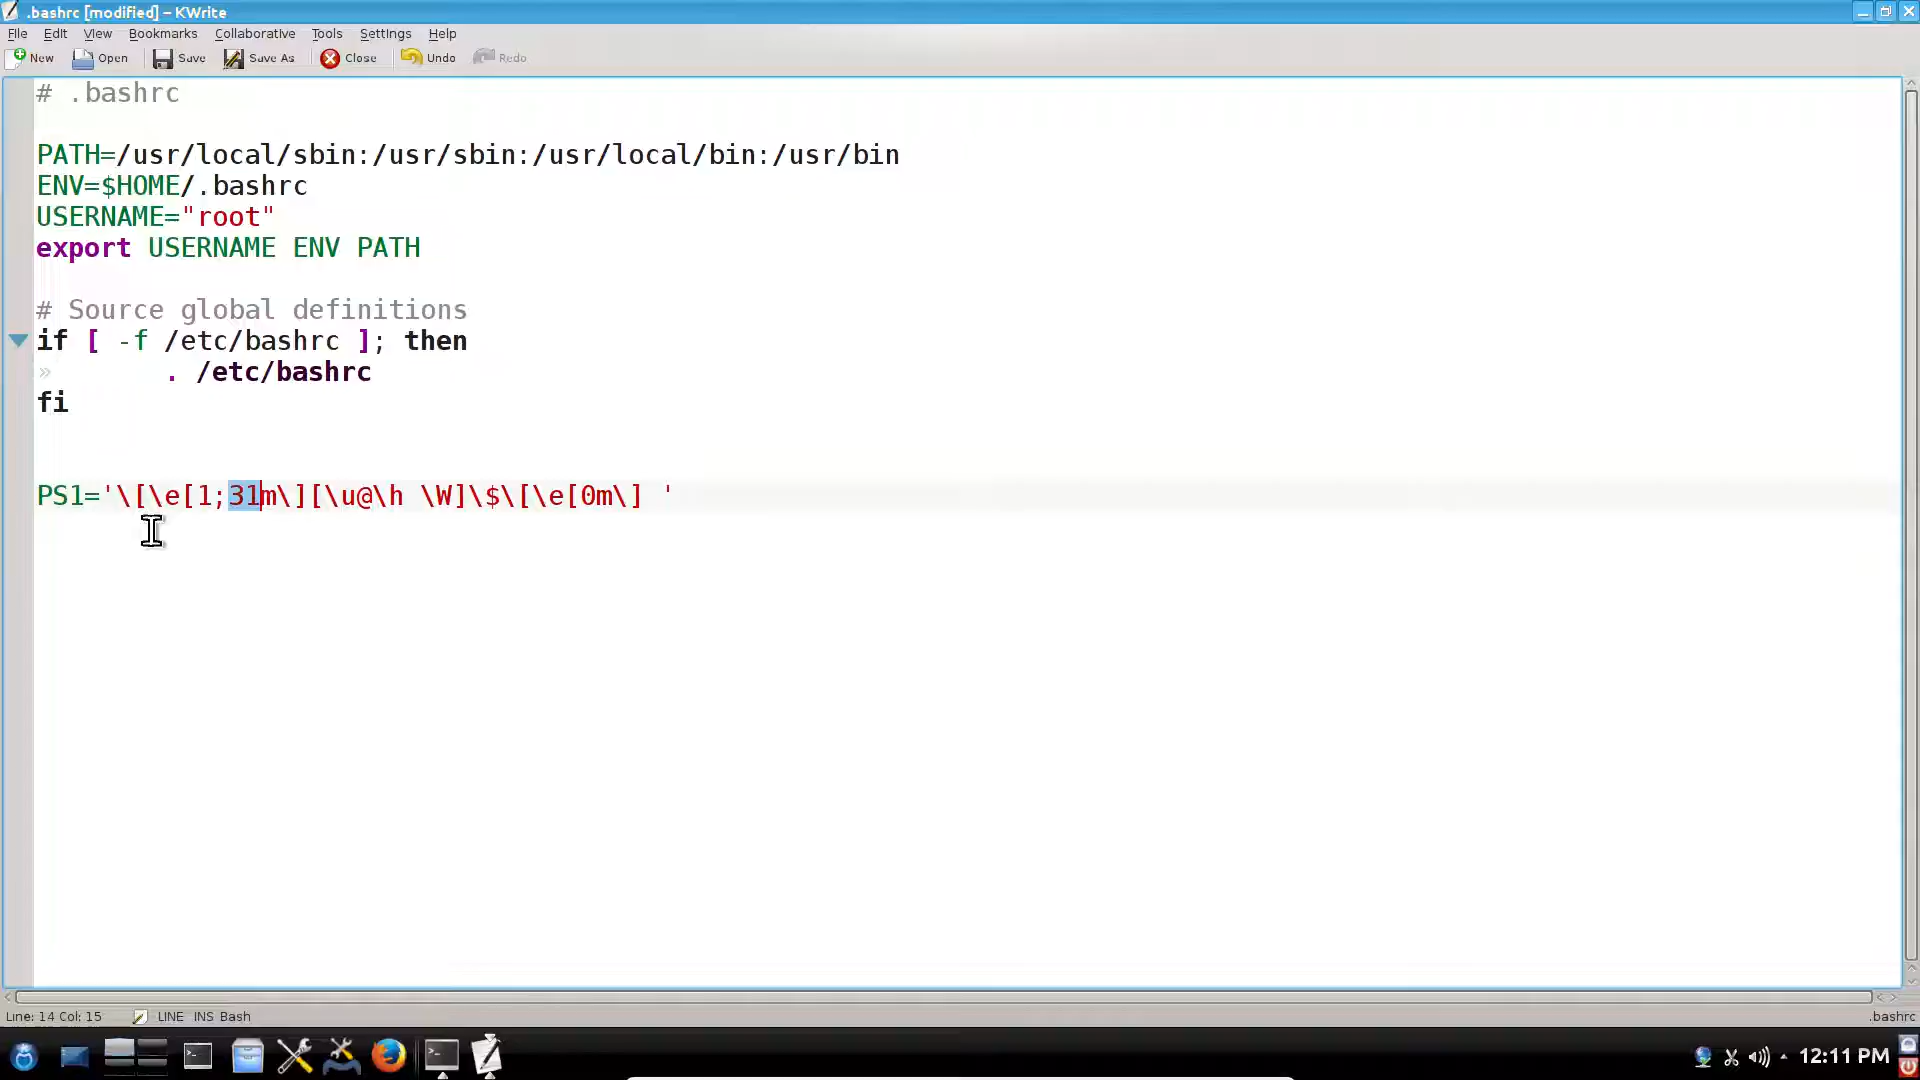 .bashrc [modified] – KWrite
File Edit View Bookmarks Collaborative Tools Settings Help
New Open Save Save As Close Undo Redo
# .bashrc
PATH=/usr/local/sbin:/usr/sbin:/usr/local/bin:/usr/bin
ENV=$HOME/.bashrc
USERNAME="root"
export USERNAME ENV PATH
# Source global definitions
if [ -f /etc/bashrc ]; then
» . /etc/bashrc
fi
PS1='\[\e[1;31m\][\u@\h \W]\$\[\e[0m\] '
Line: 14 Col: 15 LINE INS Bash .bashrc
12:11 PM